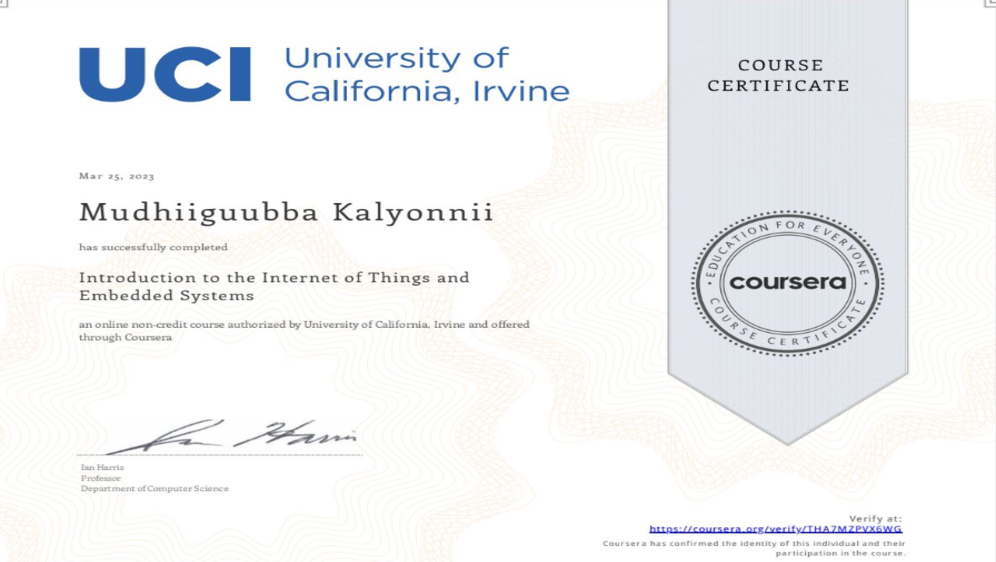 UCI
University of
California, Irvine
COURSE
CERTIFICATE
Mar 25, 2023
Mudhiiguubba Kalyonnii
has successfully completed
Introduction to the Internet of Things and
Embedded Systems
an online non-credit course authorized by University of California, Irvine and offered
through Coursera
EDUCATION FOR EVERYONE
coursera
COURSE CERTIFICATE
Ian Harris
Ian Harris
Professor
Department of Computer Science
Verify at:
https://coursera.org/verify/THA7MZPVX6WG
Coursera has confirmed the identity of this individual and their
participation in the course.